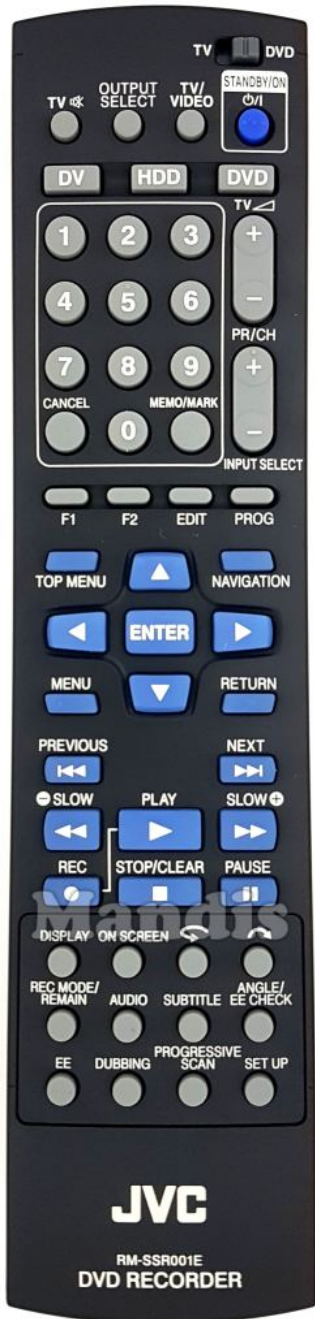 TV DVD
STANDBY/ON
OUTPUT TV/
TV SELECT VIDEO ⏻/I
DV HDD DVD
TV
1 2 3 +
4 5 6 −
PR/CH
7 8 9 +
CANCEL MEMO/MARK
0 −
INPUT SELECT
F1 F2 EDIT PROG
TOP MENU NAVIGATION
ENTER
MENU RETURN
PREVIOUS NEXT
SLOW PLAY SLOW
REC STOP/CLEAR PAUSE
Mandis
DISPLAY ON SCREEN
REC MODE/ ANGLE/
REMAIN AUDIO SUBTITLE EE CHECK
PROGRESSIVE
EE DUBBING SCAN SET UP
JVC
RM-SSR001E
DVD RECORDER